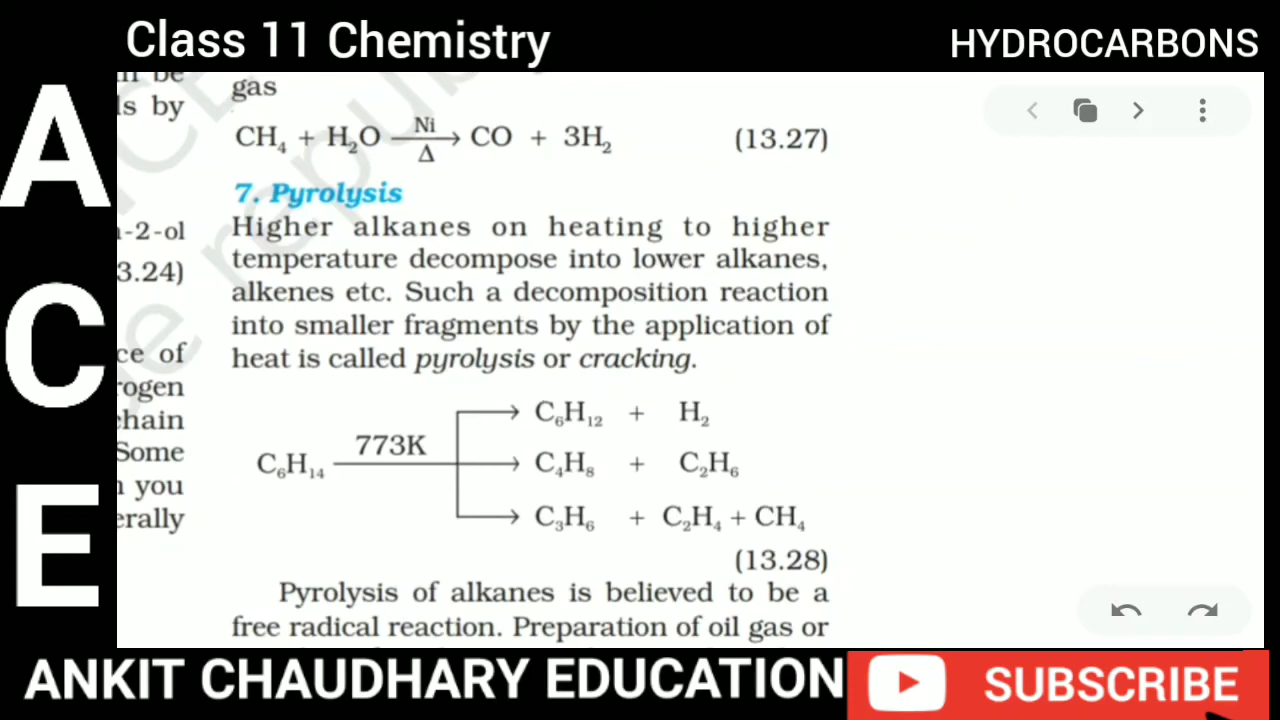 Class 11 Chemistry
HYDROCARBONS
A
C
E
ls by
-2-ol
3.24)
ce of
rogen
chain
Some
you
erally
gas
CH₄ + H₂O —Ni/Δ→ CO + 3H₂ (13.27)
7. Pyrolysis
Higher alkanes on heating to higher
temperature decompose into lower alkanes,
alkenes etc. Such a decomposition reaction
into smaller fragments by the application of
heat is called pyrolysis or cracking.
C₆H₁₂ + H₂
773K
C₆H₁₄ → C₄H₈ + C₂H₆
C₃H₆ + C₂H₄ + CH₄
(13.28)
Pyrolysis of alkanes is believed to be a
free radical reaction. Preparation of oil gas or
ANKIT CHAUDHARY EDUCATION
SUBSCRIBE